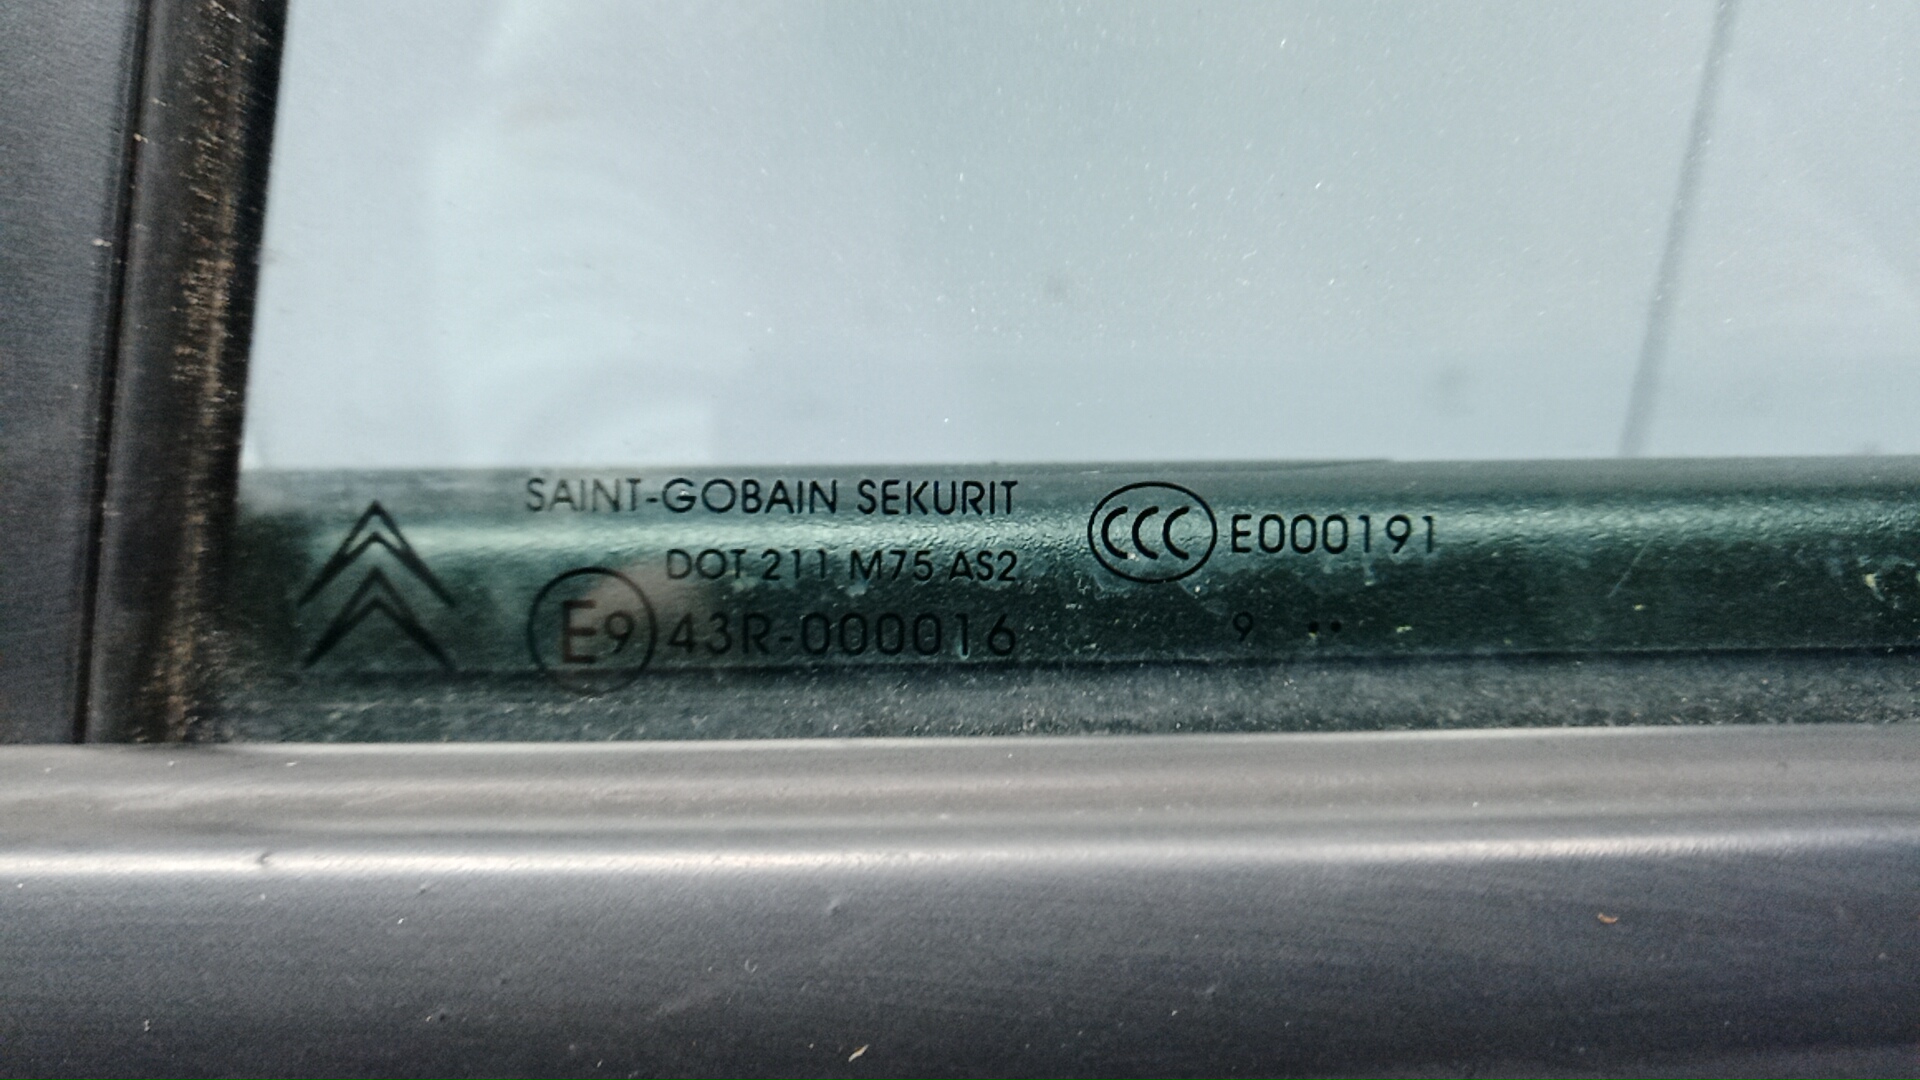 SAINT-GOBAIN SEKURIT
DOT 211 M75 AS2
E9 43R-000016
CCC E000191
9 ..